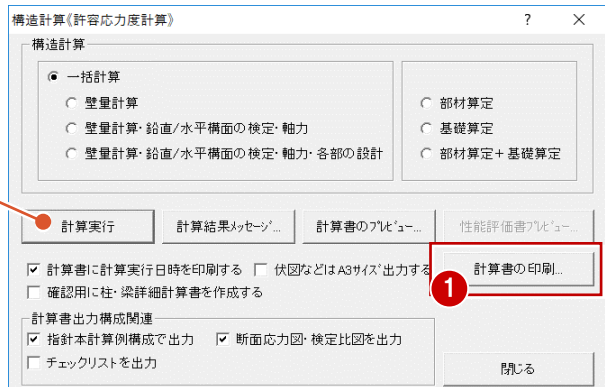 構造計算《許容応力度計算》 ? ×
構造計算
一括計算
壁量計算
壁量計算・鉛直/水平構面の検定・軸力
壁量計算・鉛直/水平構面の検定・軸力・各部の設計
部材算定
基礎算定
部材算定+基礎算定
計算実行 計算結果メッセージ... 計算書のプレビュー... 性能評価書プレビュー...
計算書に計算実行日時を印刷する 伏図などはA3サイズ出力する 1 計算書の印刷...
確認用に柱・梁詳細計算書を作成する
計算書出力構成関連
指針本計算例構成で出力 断面応力図・検定比図を出力
チェックリストを出力 閉じる